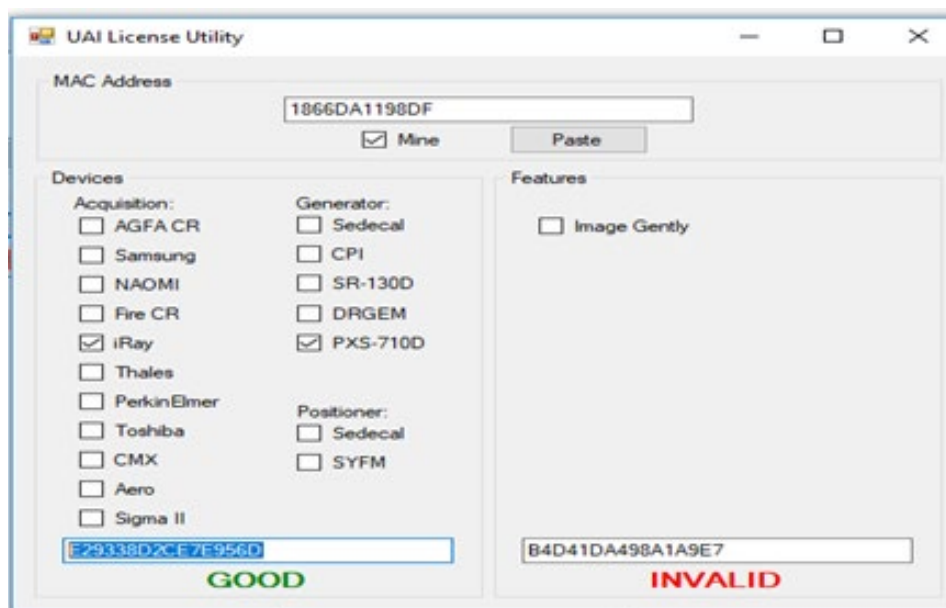 UAI License Utility
MAC Address
1866DA1198DF
Mine
Paste
Devices
Acquisition:
AGFA CR
Samsung
NAOMI
Fire CR
iRay
Thales
PerkinElmer
Toshiba
CMX
Aero
Sigma II
Generator:
Sedecal
CPI
SR-130D
DRGEM
PXS-710D
Positioner:
Sedecal
SYFM
E29338D2CE7E956D
GOOD
Features
Image Gently
B4D41DA498A1A9E7
INVALID